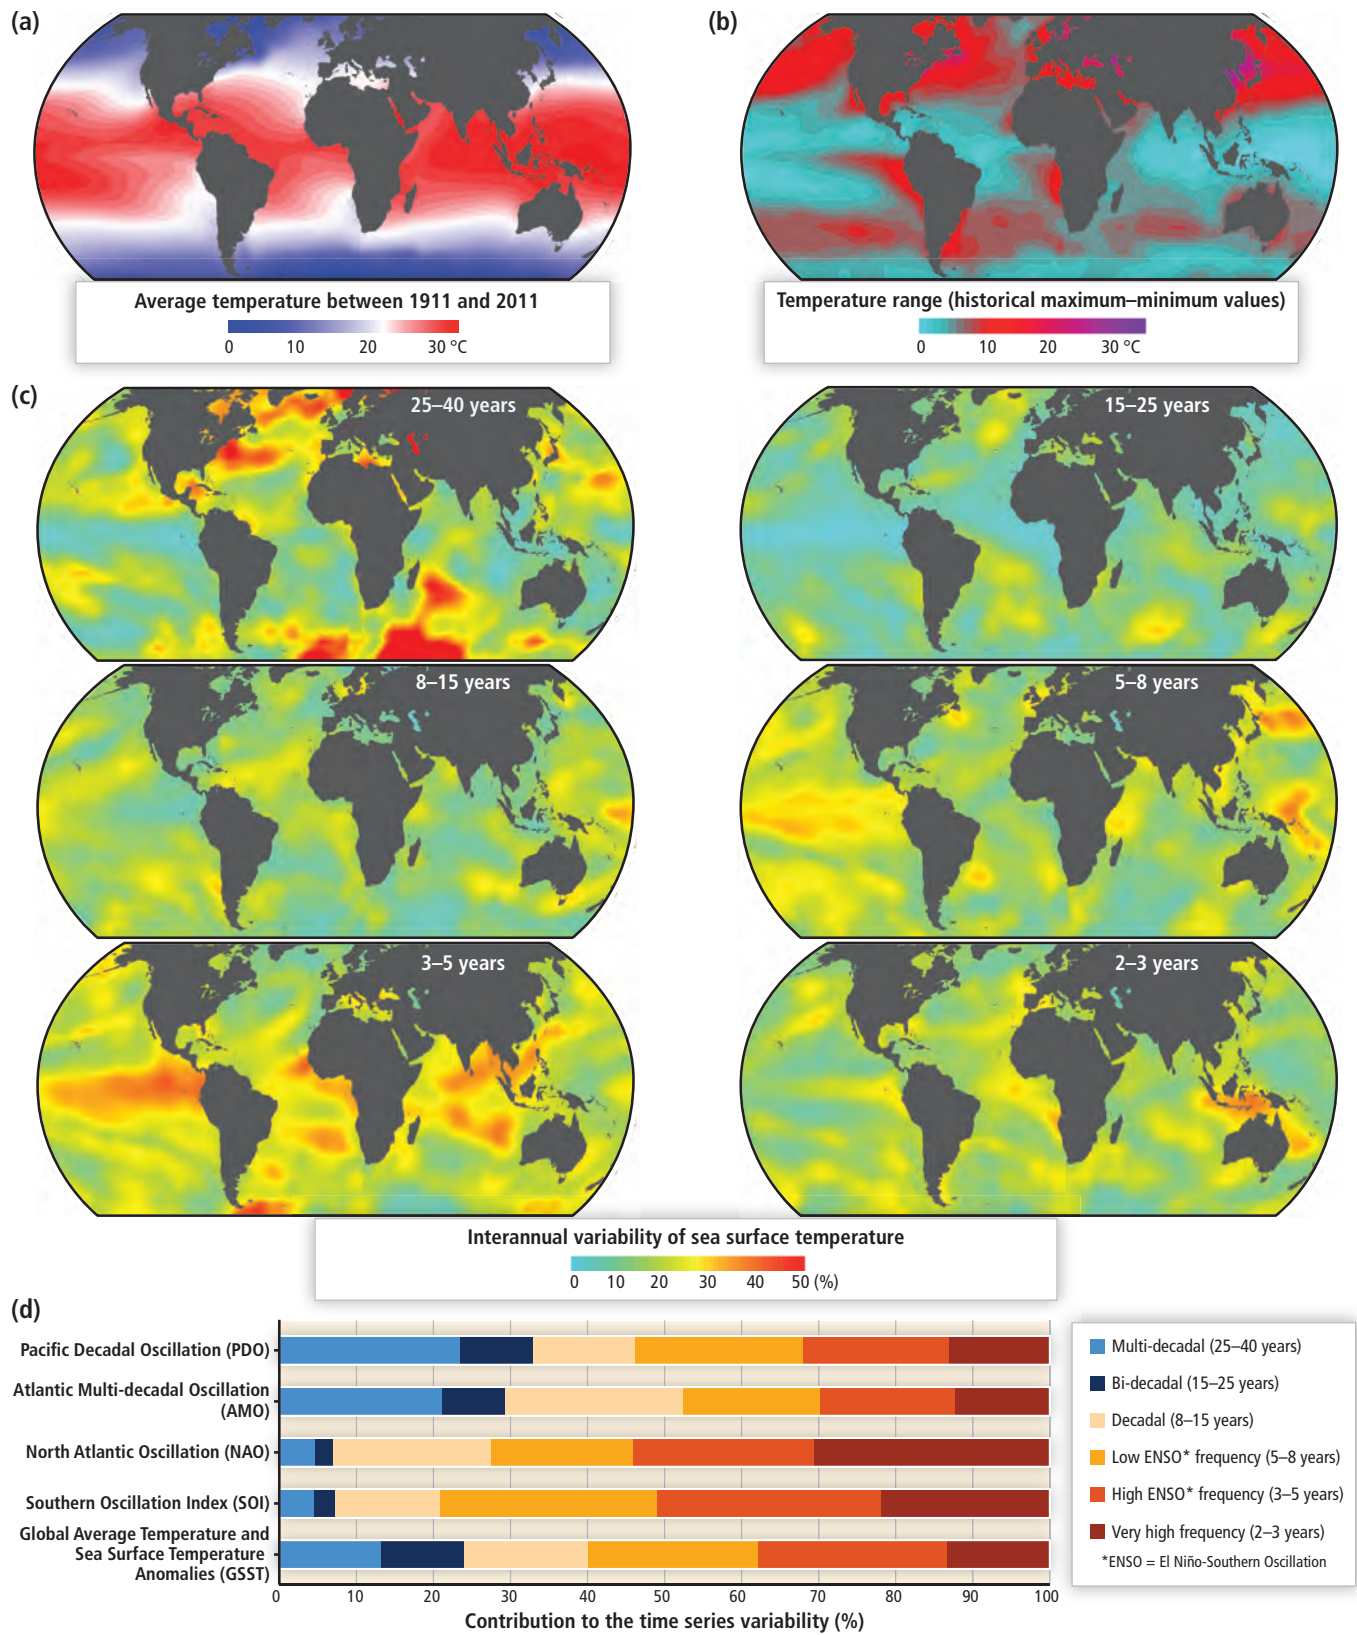 (a)
Average temperature between 1911 and 2011
0 10 20 30 °C
(b)
Temperature range (historical maximum–minimum values)
0 10 20 30 °C
(c)
25–40 years
15–25 years
8–15 years
5–8 years
3–5 years
2–3 years
Interannual variability of sea surface temperature
0 10 20 30 40 50 (%)
(d)
Pacific Decadal Oscillation (PDO)
Atlantic Multi-decadal Oscillation
(AMO)
North Atlantic Oscillation (NAO)
Southern Oscillation Index (SOI)
Global Average Temperature and
Sea Surface Temperature
Anomalies (GSST)
0 10 20 30 40 50 60 70 80 90 100
Contribution to the time series variability (%)
Multi-decadal (25–40 years)
Bi-decadal (15–25 years)
Decadal (8–15 years)
Low ENSO* frequency (5–8 years)
High ENSO* frequency (3–5 years)
Very high frequency (2–3 years)
*ENSO = El Niño-Southern Oscillation